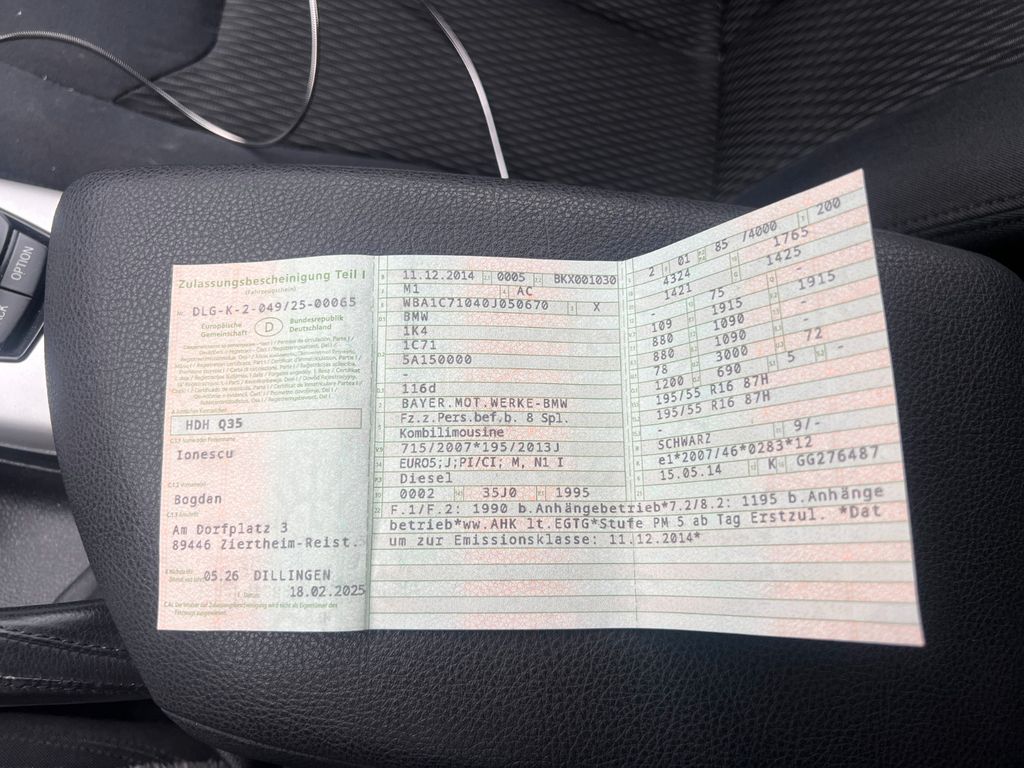 OPTION
Zulassungsbescheinigung Teil I
(Fahrzeugschein)
Nr. DLG-K-2-049/25-00065
Europäische Gemeinschaft
D
Bundesrepublik Deutschland
HDH Q35
Ionescu
Bogdan
Am Dorfplatz 3
89446 Ziertheim-Reist.
05.26 DILLINGEN
18.02.2025
11.12.2014 0005 BKX001030
M1 AC
WBA1C71040J050670 X
BMW
1K4
1C71
5A150000
-
116d
BAYER.MOT.WERKE-BMW
Fz.z.Pers.bef.b. 8 Spl.
Kombilimousine
715/2007*195/2013J
EURO5;J;PI/CI; M, N1 I
Diesel
0002 35J0 1995
F.1/F.2: 1990 b.Anhängebetrieb*7.2/8.2: 1195 b.Anhänge
betrieb*ww.AHK lt.EGTG*Stufe PM 5 ab Tag Erstzul. *Dat
um zur Emissionsklasse: 11.12.2014*
2 01 85 /4000 200
4324 1765
1421 1425
- 75 -
109 1915 1915
880 1090 -
880 1090
78 3000 72
1200 690 5 -
195/55 R16 87H
195/55 R16 87H
-
SCHWARZ 9/-
e1*2007/46*0283*12
15.05.14 K GG276487